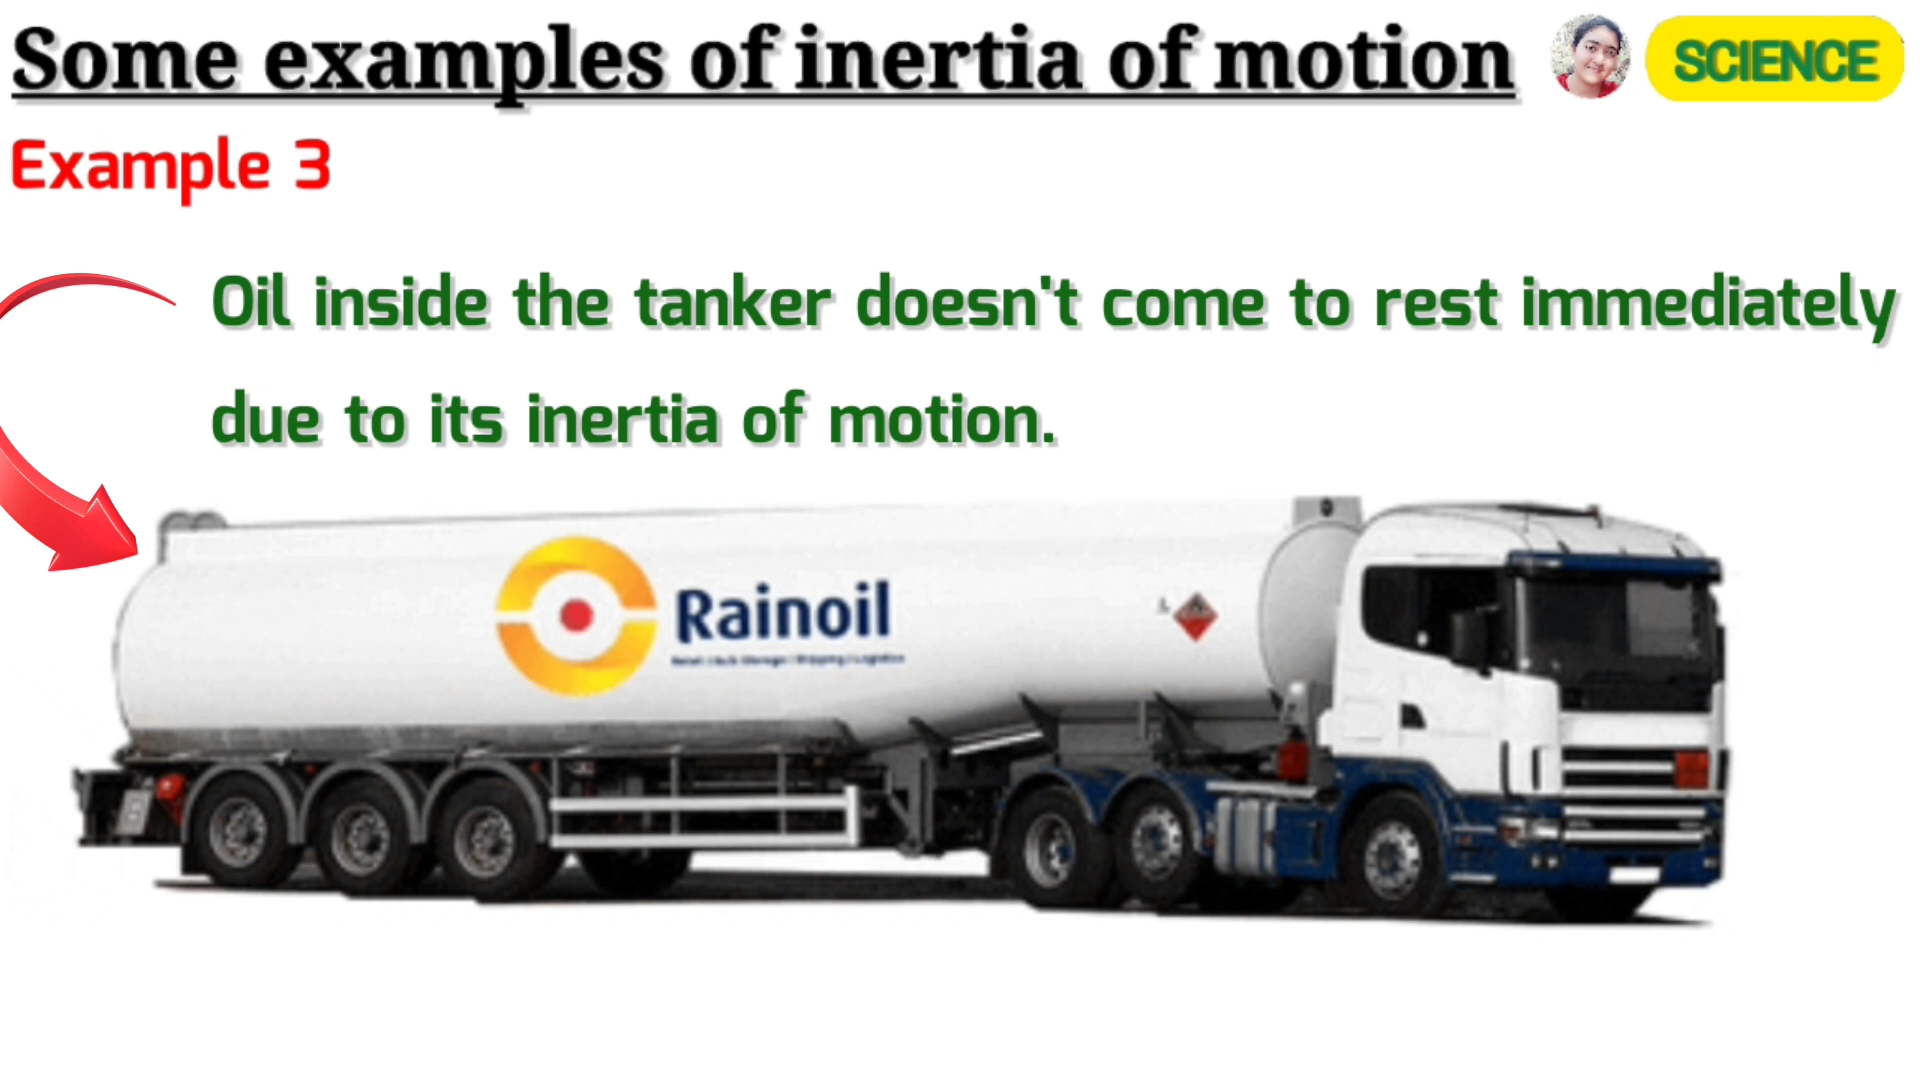 Some examples of inertia of motion
SCIENCE
Example 3
Oil inside the tanker doesn't come to rest immediately
due to its inertia of motion.
Rainoil